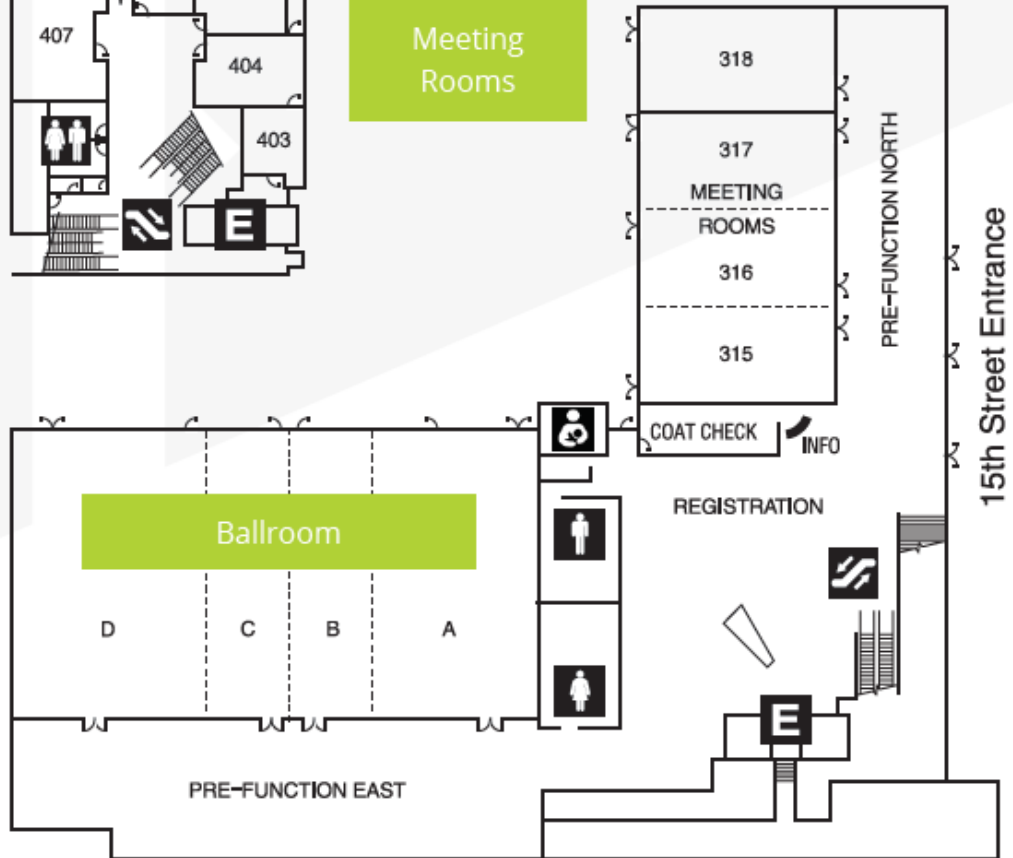 407
404
403
E
Meeting
Rooms
318
317
MEETING
ROOMS
316
315
PRE-FUNCTION NORTH
15th Street Entrance
COAT CHECK
INFO
REGISTRATION
Ballroom
D
C
B
A
E
PRE-FUNCTION EAST